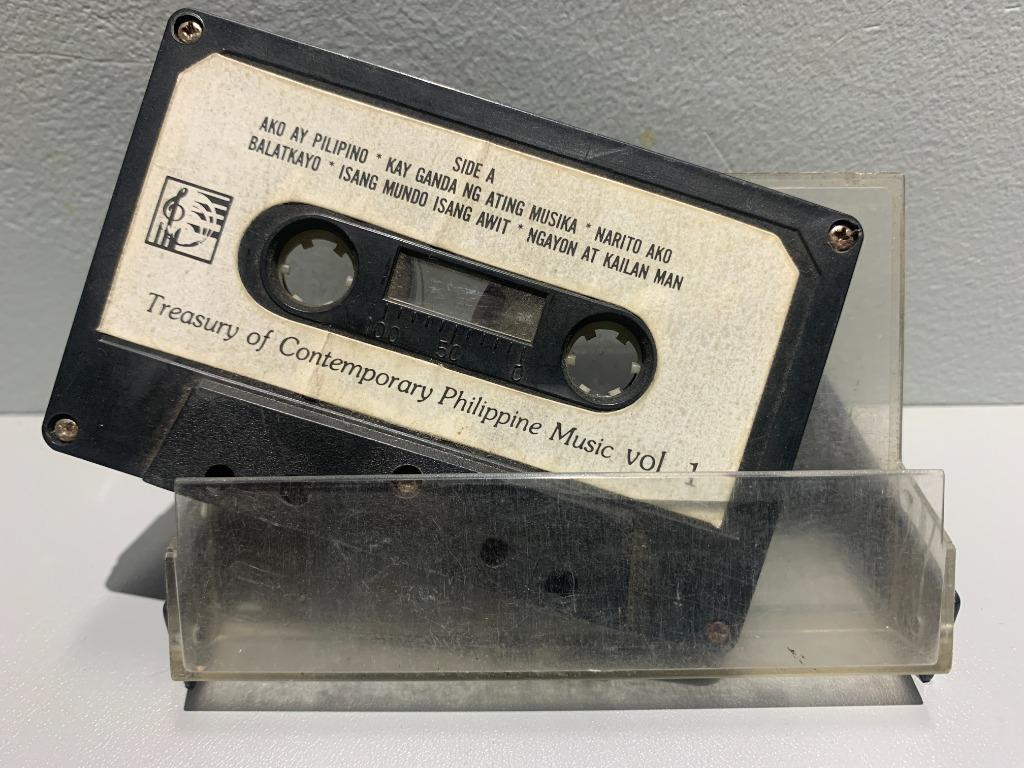 SIDE A
AKO AY PILIPINO * KAY GANDA NG ATING MUSIKA * NARITO AKO
BALATKAYO * ISANG MUNDO ISANG AWIT * NGAYON AT KAILAN MAN
100 50 0
Treasury of Contemporary Philippine Music vol 1